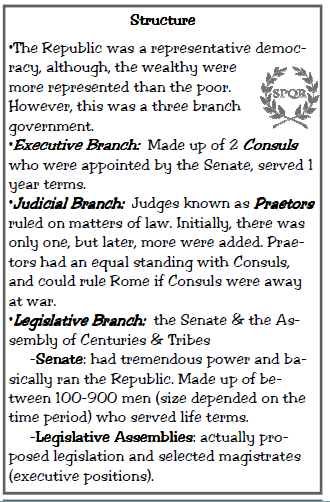 Structure
•The Republic was a representative democ-
racy, although, the wealthy were
more represented than the poor.
However, this was a three branch
government.
SPQR
•Executive Branch: Made up of 2 Consuls
who were appointed by the Senate, served 1
year terms.
•Judicial Branch: Judges known as Praetors
ruled on matters of law. Initially, there was
only one, but later, more were added. Prae-
tors had an equal standing with Consuls,
and could rule Rome if Consuls were away
at war.
•Legislative Branch: the Senate & the As-
sembly of Centuries & Tribes
-Senate: had tremendous power and ba-
sically ran the Republic. Made up of be-
tween 100-900 men (size depended on the
time period) who served life terms.
-Legislative Assemblies: actually pro-
posed legislation and selected magistrates
(executive positions).